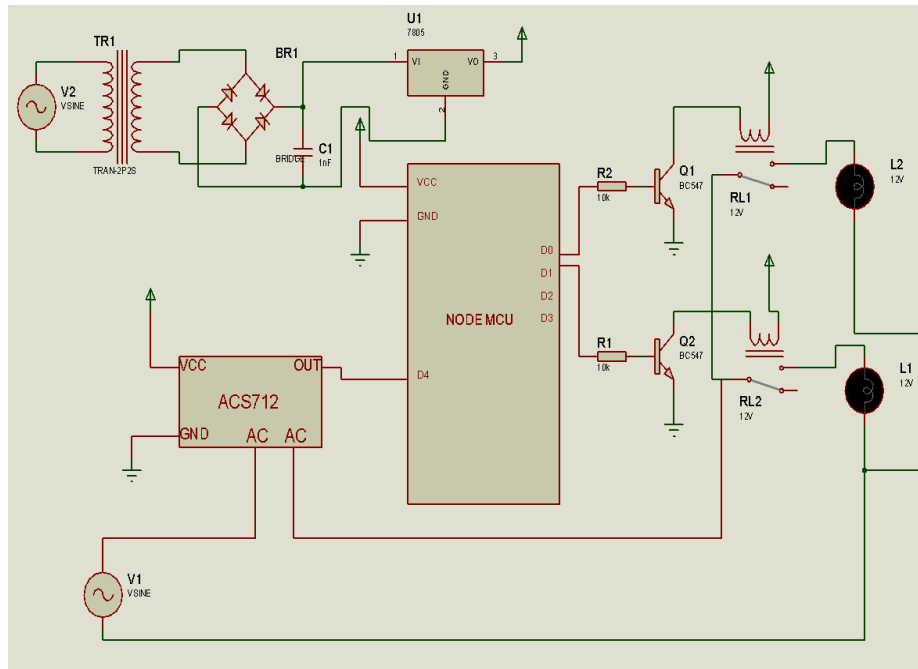 U1
7805
TR1
BR1
1
VI
VO
3
GND
2
V2
VSINE
TRAN-2P2S
BRIDGE
C1
1nF
VCC
GND
D0
D1
D2
D3
D4
NODE MCU
R2
10k
Q1
BC547
RL1
12V
L2
12V
R1
10k
Q2
BC547
RL2
12V
L1
12V
VCC
OUT
ACS712
GND
AC
AC
V1
VSINE